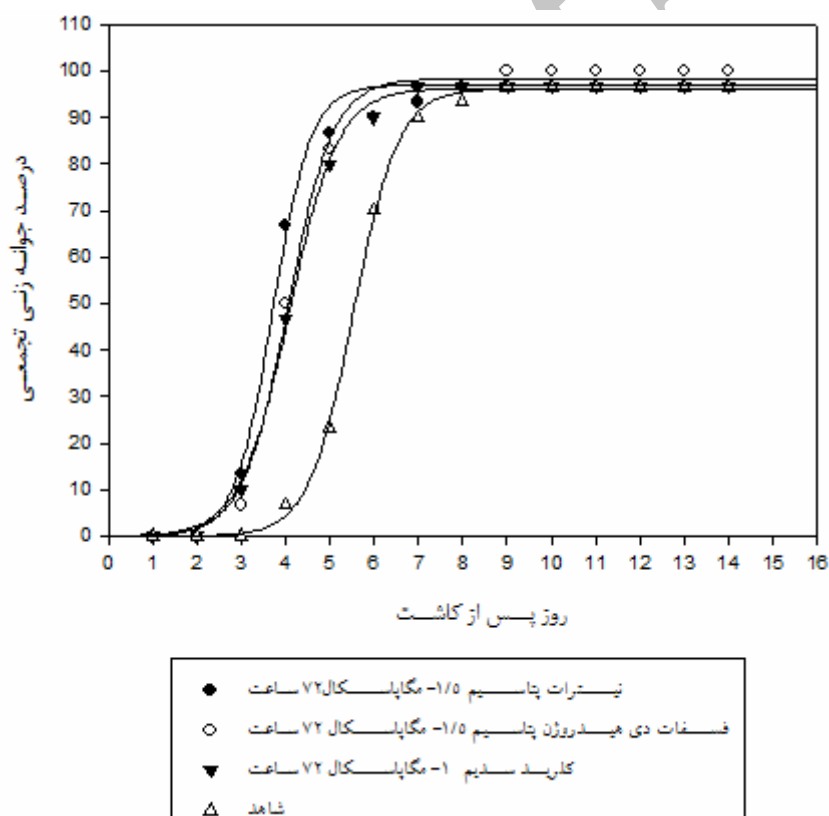 110
100
90
80
70
60
50
40
30
20
10
0
درصد جوانه زنی تجمعی
0 1 2 3 4 5 6 7 8 9 10 11 12 13 14 15 16
روز پس از کاشت
نیترات پتاسیم ۱/۵- مگاپاسکال ۷۲ ساعت
فسفات دی هیدروژن پتاسیم ۱/۵- مگاپاسکال ۷۲ ساعت
کلرید سدیم ۱- مگاپاسکال ۷۲ ساعت
شاهد